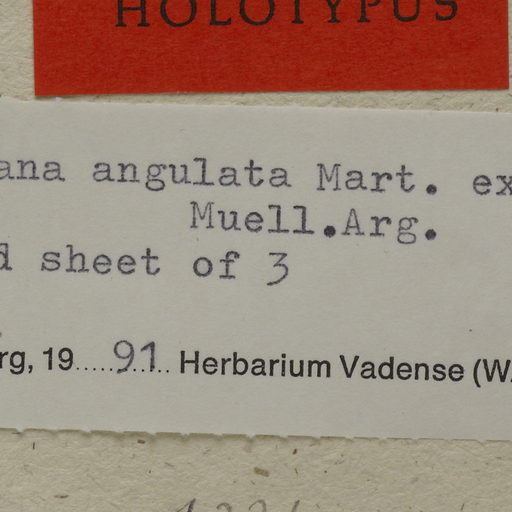 HOLOTYPUS
ana angulata Mart. ex
Muell.Arg.
d sheet of 3
rg, 19.....91.. Herbarium Vadense (W